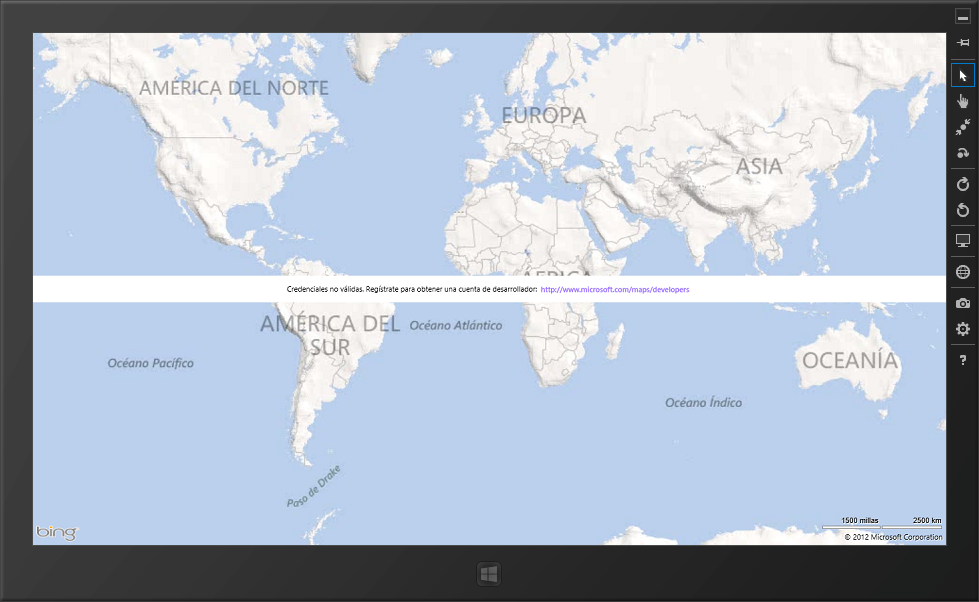 AMÉRICA DEL NORTE
EUROPA
ASIA
ÁFRICA
Credenciales no válidas. Regístrate para obtener una cuenta de desarrollador: http://www.microsoft.com/maps/developers
AMÉRICA DEL
SUR
Océano Atlántico
Océano Pacífico
OCEANÍA
Océano Índico
Paso de Drake
bing
1500 millas 2500 km
© 2012 Microsoft Corporation
?